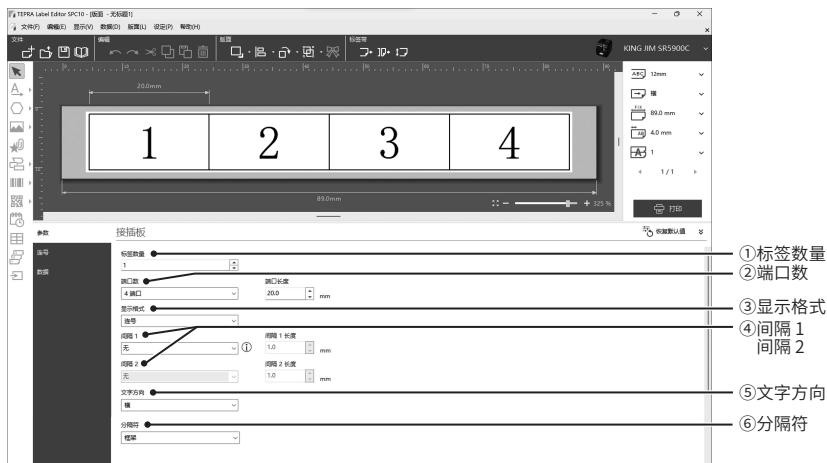 TEPRA Label Editor SPC10 - [版面 - 无标题1]
文件(F) 编辑(E) 显示(V) 数据(D) 版面(L) 设定(P) 帮助(H)
文件 编辑 版面 标签带
KING JIM SR5900C
ABC 12mm
横
FIX 89.0 mm
AB 4.0 mm
A 1
1 / 1
打印
20.0mm
1 2 3 4
89.0mm
325 %
参数
连号
数据
接插板
恢复默认值
标签数量
1
端口数 端口长度
4 端口 20.0 mm
显示格式
连号
间隔 1 间隔 1 长度
无 1.0 mm
间隔 2 间隔 2 长度
无 1.0 mm
文字方向
横
分隔符
框架
①标签数量
②端口数
③显示格式
④间隔 1
间隔 2
⑤文字方向
⑥分隔符